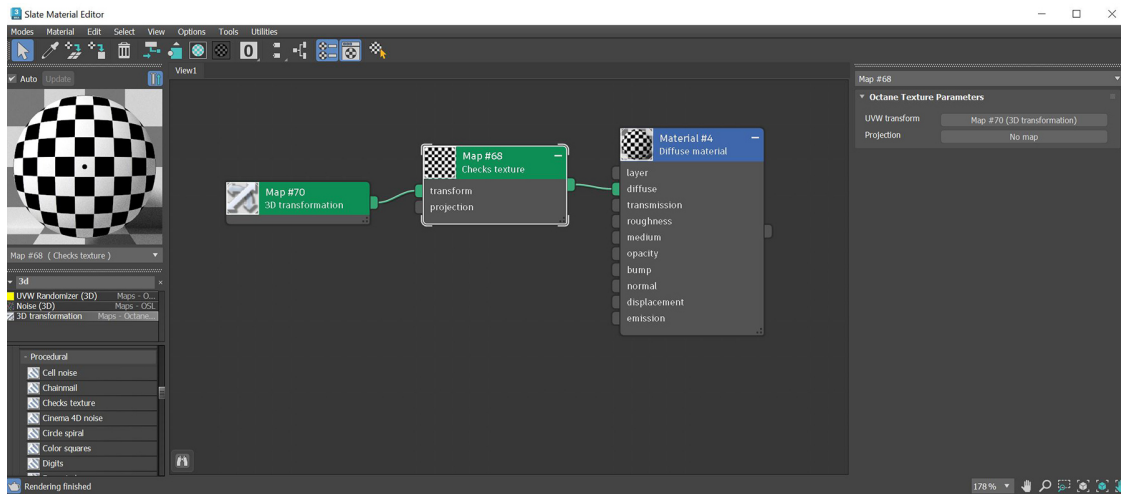 Slate Material Editor
Modes Material Edit Select View Options Tools Utilities
0
View1
Auto Update
Map #68 ( Checks texture )
3d
UVW Randomizer (3D) Maps - O...
Noise (3D) Maps - OSL
3D transformation Maps - Octane...
- Procedural
Cell noise
Chainmail
Checks texture
Cinema 4D noise
Circle spiral
Color squares
Digits
Map #70
3D transformation
Map #68
Checks texture
transform
projection
Material #4
Diffuse material
layer
diffuse
transmission
roughness
medium
opacity
bump
normal
displacement
emission
Map #68
Octane Texture Parameters
UVW transform Map #70 (3D transformation)
Projection No map
Rendering finished
178%